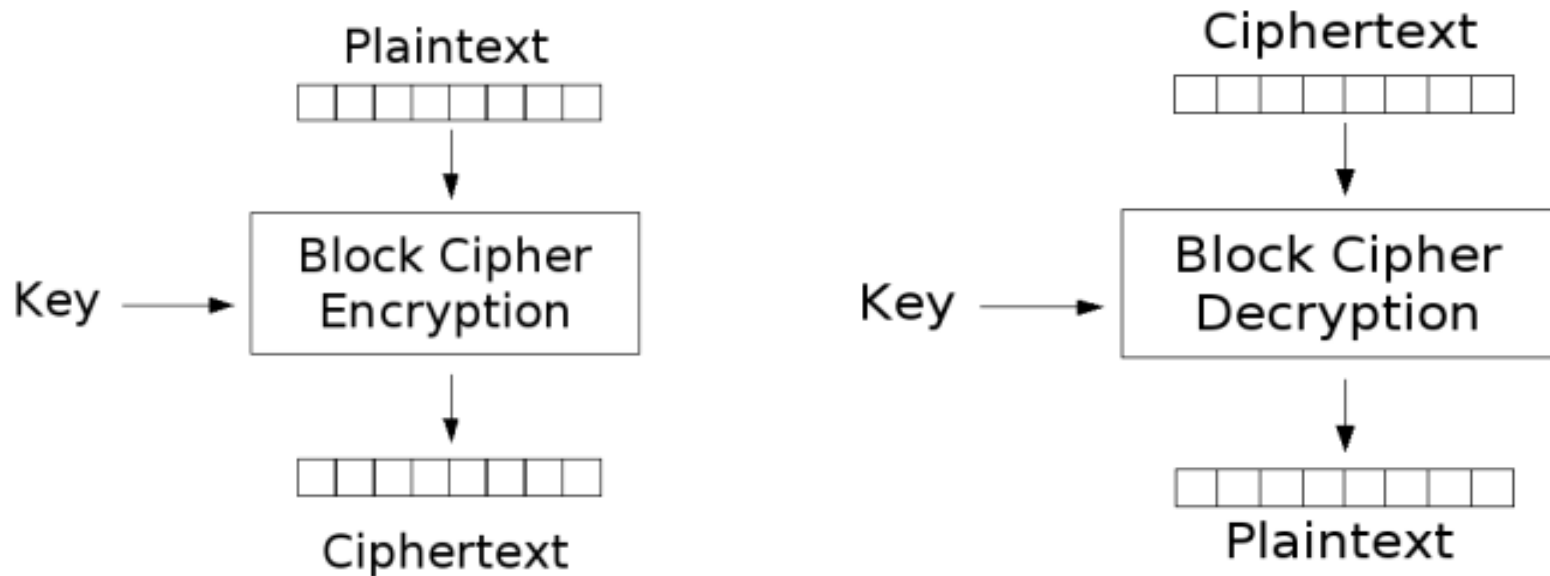 Plaintext
Key
Block Cipher
Encryption
Ciphertext
Ciphertext
Key
Block Cipher
Decryption
Plaintext